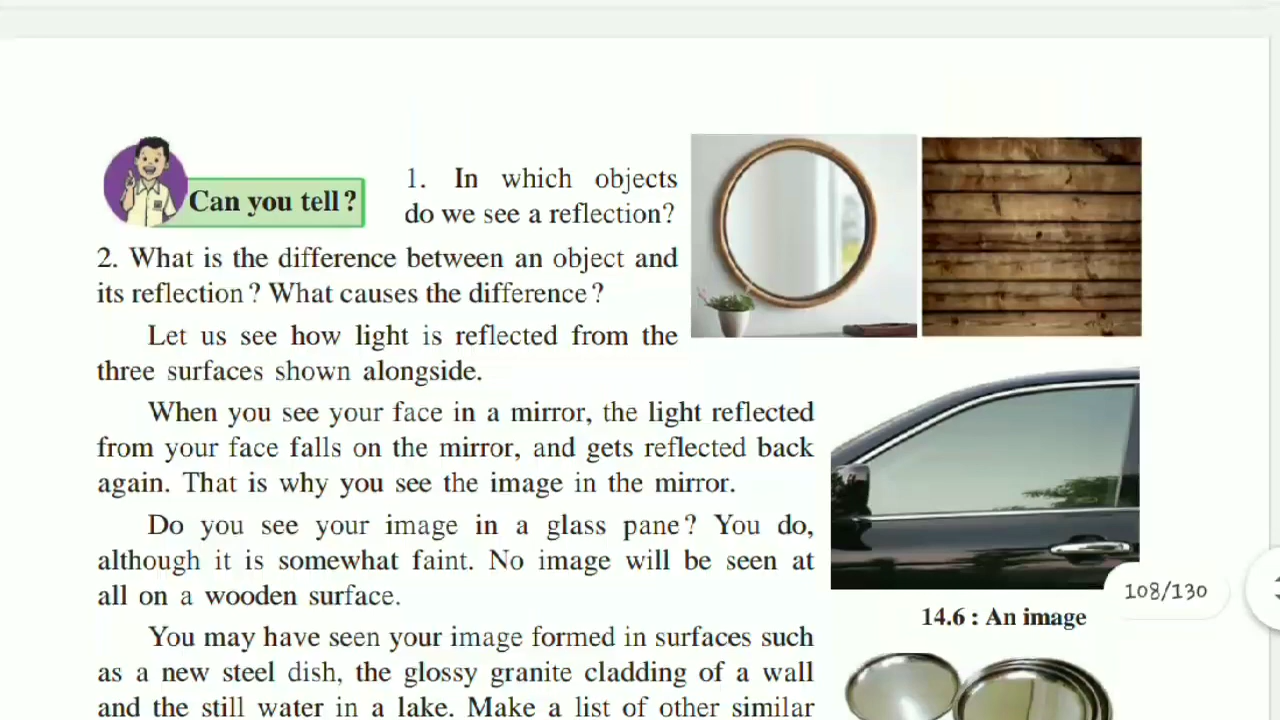 Can you tell?
1. In which objects
do we see a reflection?
2. What is the difference between an object and
its reflection? What causes the difference?
Let us see how light is reflected from the
three surfaces shown alongside.
When you see your face in a mirror, the light reflected
from your face falls on the mirror, and gets reflected back
again. That is why you see the image in the mirror.
Do you see your image in a glass pane? You do,
although it is somewhat faint. No image will be seen at
all on a wooden surface.
You may have seen your image formed in surfaces such
as a new steel dish, the glossy granite cladding of a wall
and the still water in a lake. Make a list of other similar
14.6 : An image
108/130